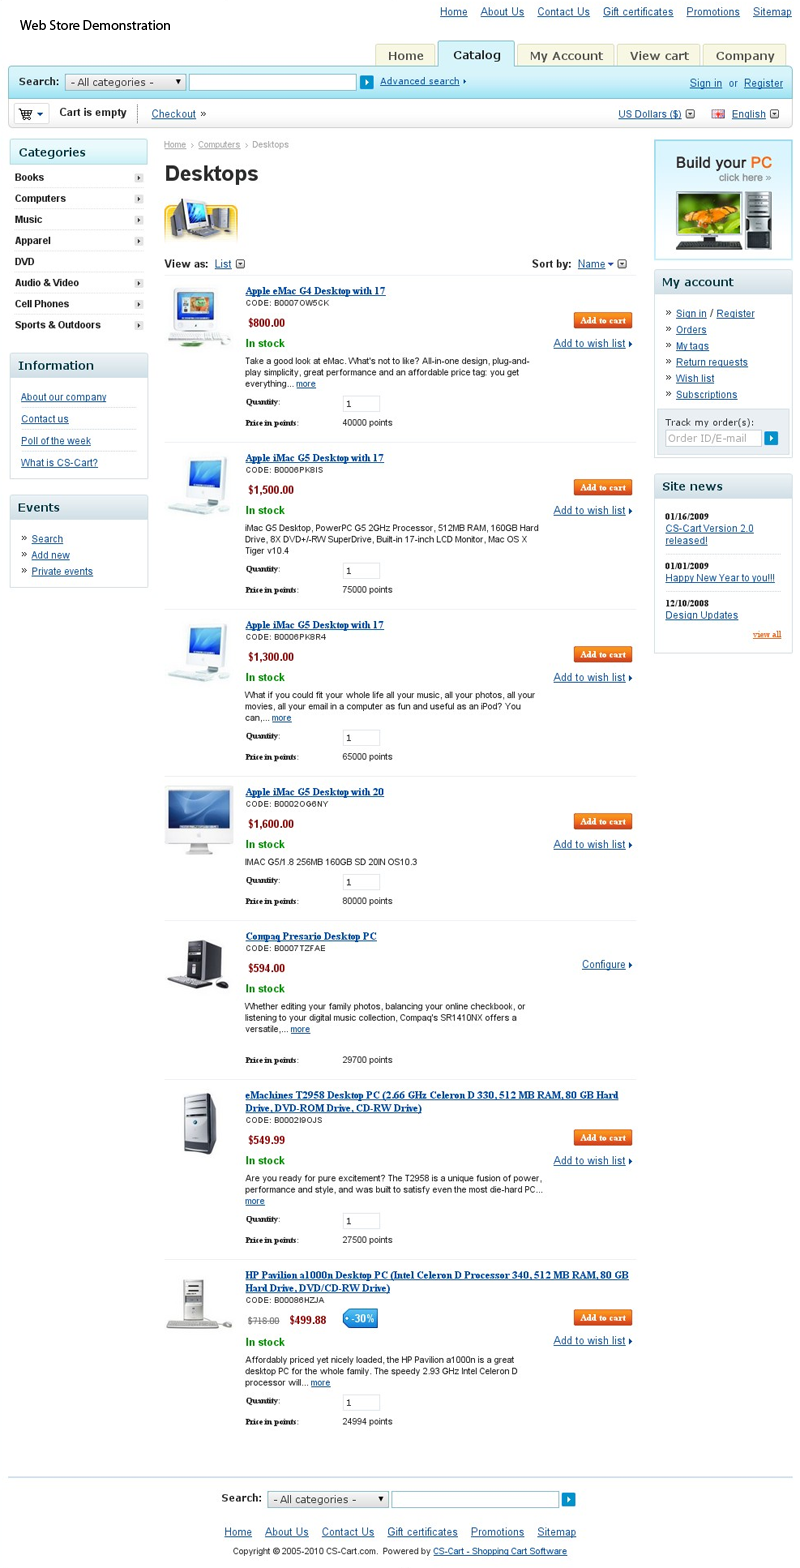 Home About Us Contact Us Gift certificates Promotions Sitemap
Web Store Demonstration
Home Catalog My Account View cart Company
Search: - All categories - Advanced search Sign in or Register
Cart is empty Checkout » US Dollars ($) English
Categories
Books
Computers
Music
Apparel
DVD
Audio & Video
Cell Phones
Sports & Outdoors
Information
About our company
Contact us
Poll of the week
What is CS-Cart?
Events
» Search
» Add new
» Private events
Home › Computers › Desktops
Desktops
View as: List Sort by: Name
Apple eMac G4 Desktop with 17
CODE: B0007OW5CK
$800.00 Add to cart
In stock Add to wish list
Take a good look at eMac. What's not to like? All-in-one design, plug-and-
play simplicity, great performance and an affordable price tag: you get
everything... more
Quantity: 1
Price in points: 40000 points
Apple iMac G5 Desktop with 17
CODE: B0006PK8IS
$1,500.00 Add to cart
In stock Add to wish list
iMac G5 Desktop, PowerPC G5 2GHz Processor, 512MB RAM, 160GB Hard
Drive, 8X DVD+/-RW SuperDrive, Built-in 17-inch LCD Monitor, Mac OS X
Tiger v10.4
Quantity: 1
Price in points: 75000 points
Apple iMac G5 Desktop with 17
CODE: B0006PK8R4
$1,300.00 Add to cart
In stock Add to wish list
What if you could fit your whole life all your music, all your photos, all your
movies, all your email in a computer as fun and useful as an iPod? You
can,... more
Quantity: 1
Price in points: 65000 points
Apple iMac G5 Desktop with 20
CODE: B0002OG6NY
$1,600.00 Add to cart
In stock Add to wish list
IMAC G5/1.8 256MB 160GB SD 20IN OS10.3
Quantity: 1
Price in points: 80000 points
Compaq Presario Desktop PC
CODE: B0007TZFAE
$594.00 Configure
In stock
Whether editing your family photos, balancing your online checkbook, or
listening to your digital music collection, Compaq's SR1410NX offers a
versatile,... more
Price in points: 29700 points
eMachines T2958 Desktop PC (2.66 GHz Celeron D 330, 512 MB RAM, 80 GB Hard
Drive, DVD-ROM Drive, CD-RW Drive)
CODE: B0002I9OJS
$549.99 Add to cart
In stock Add to wish list
Are you ready for pure excitement? The T2958 is a unique fusion of power,
performance and style, and was built to satisfy even the most die-hard PC...
more
Quantity: 1
Price in points: 27500 points
HP Pavilion a1000n Desktop PC (Intel Celeron D Processor 340, 512 MB RAM, 80 GB
Hard Drive, DVD/CD-RW Drive)
CODE: B00086HZJA
$718.00 $499.88 -30% Add to cart
In stock Add to wish list
Affordably priced yet nicely loaded, the HP Pavilion a1000n is a great
desktop PC for the whole family. The speedy 2.93 GHz Intel Celeron D
processor will... more
Quantity: 1
Price in points: 24994 points
Build your PC
click here »
My account
» Sign in / Register
» Orders
» My tags
» Return requests
» Wish list
» Subscriptions
Track my order(s):
Order ID/E-mail
Site news
01/16/2009
CS-Cart Version 2.0
released!
01/01/2009
Happy New Year to you!!!
12/10/2008
Design Updates
view all
Search: - All categories -
Home About Us Contact Us Gift certificates Promotions Sitemap
Copyright © 2005-2010 CS-Cart.com. Powered by CS-Cart - Shopping Cart Software